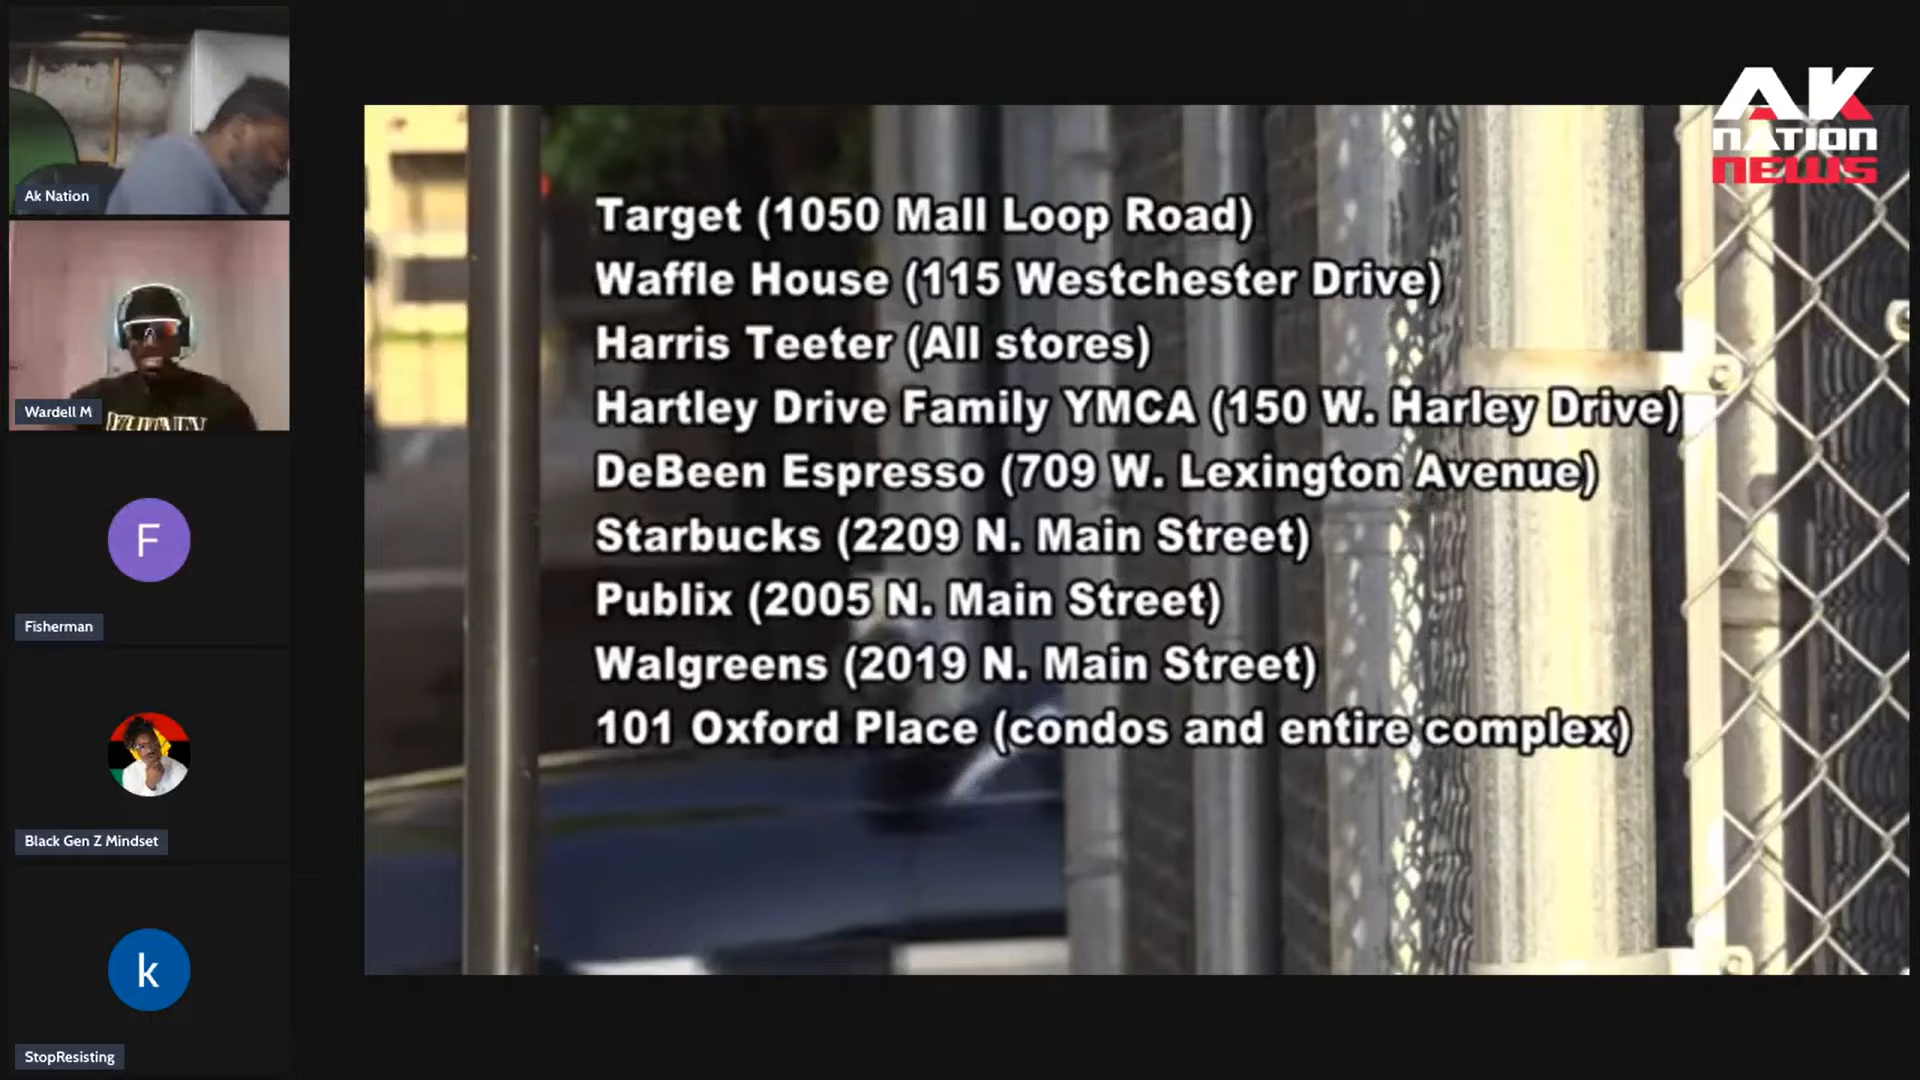 Ak Nation
Wardell M
F
Fisherman
Black Gen Z Mindset
k
StopResisting
Target (1050 Mall Loop Road)
Waffle House (115 Westchester Drive)
Harris Teeter (All stores)
Hartley Drive Family YMCA (150 W. Harley Drive)
DeBeen Espresso (709 W. Lexington Avenue)
Starbucks (2209 N. Main Street)
Publix (2005 N. Main Street)
Walgreens (2019 N. Main Street)
101 Oxford Place (condos and entire complex)
AK
NATION
NEWS